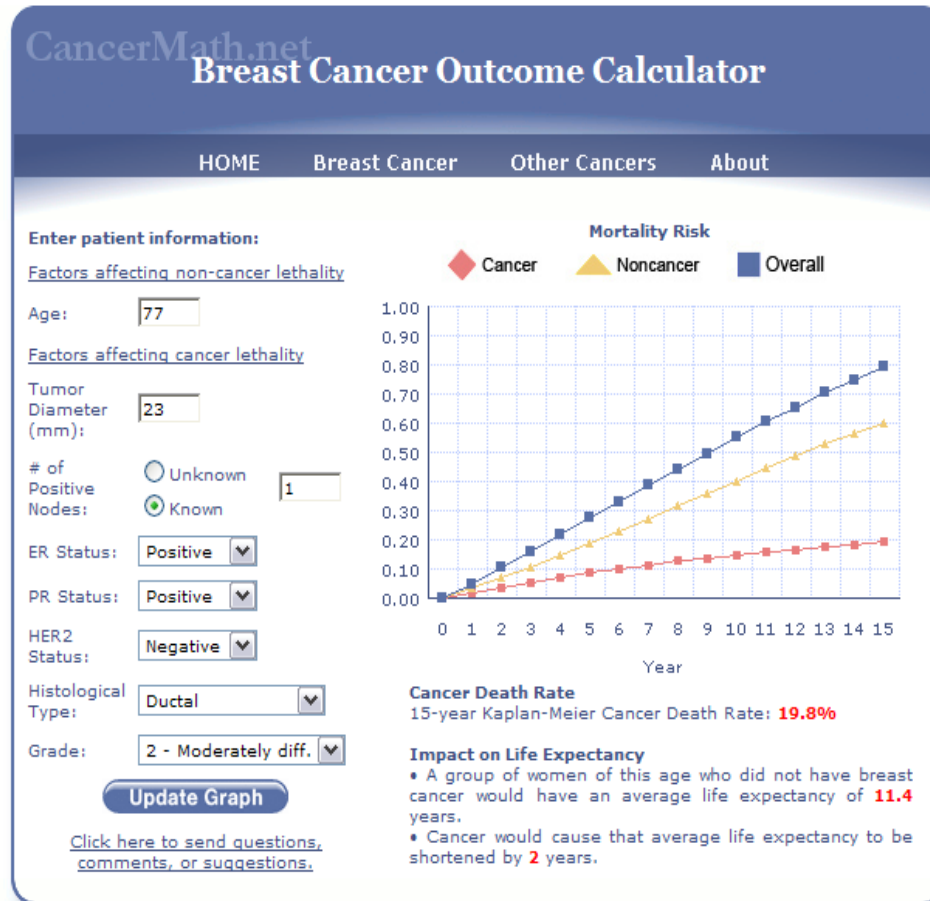 CancerMath.net
Breast Cancer Outcome Calculator
HOME Breast Cancer Other Cancers About
Enter patient information:
Factors affecting non-cancer lethality
Age: 77
Factors affecting cancer lethality
Tumor
Diameter
(mm): 23
# of
Positive
Nodes: Unknown
Known 1
ER Status: Positive
PR Status: Positive
HER2
Status: Negative
Histological
Type: Ductal
Grade: 2 - Moderately diff.
Update Graph
Click here to send questions,
comments, or suggestions.
Mortality Risk
Cancer Noncancer Overall
1.00
0.90
0.80
0.70
0.60
0.50
0.40
0.30
0.20
0.10
0.00
0 1 2 3 4 5 6 7 8 9 10 11 12 13 14 15
Year
Cancer Death Rate
15-year Kaplan-Meier Cancer Death Rate: 19.8%
Impact on Life Expectancy
• A group of women of this age who did not have breast
cancer would have an average life expectancy of 11.4
years.
• Cancer would cause that average life expectancy to be
shortened by 2 years.